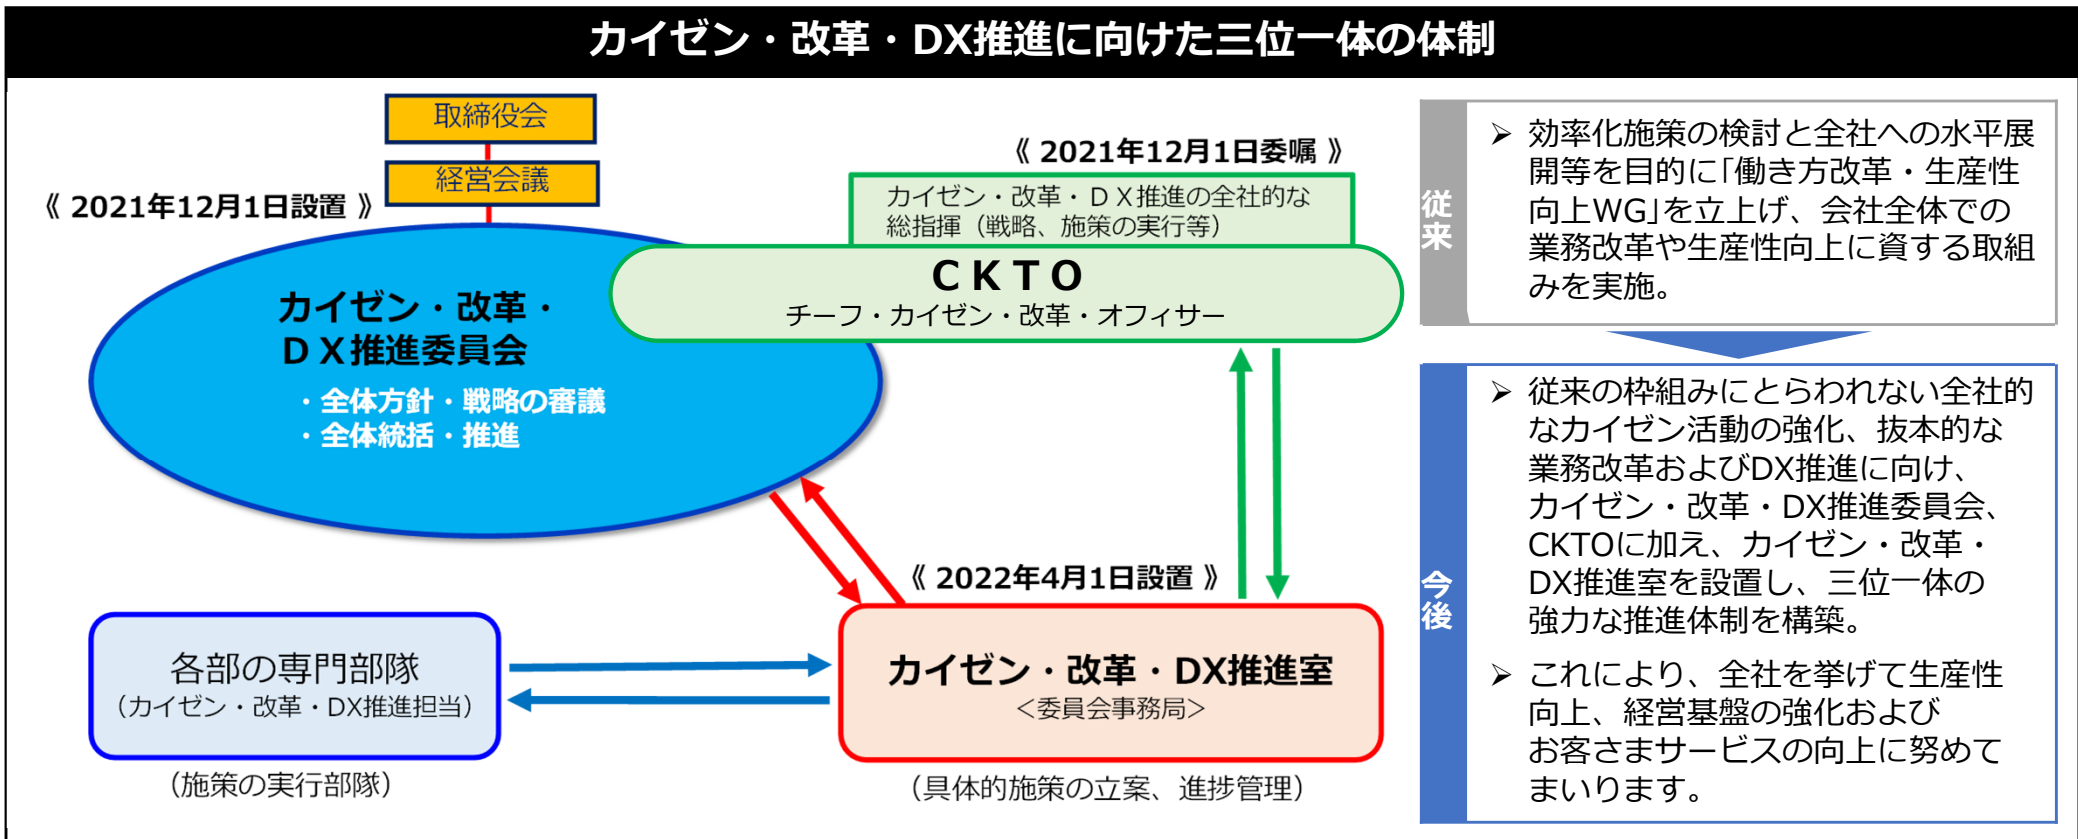 カイゼン・改革・DX推進に向けた三位一体の体制
取締役会
経営会議
《 2021年12月1日設置 》
《 2021年12月1日委嘱 》
カイゼン・改革・ＤＸ推進の全社的な
総指揮（戦略、施策の実行等）
ＣＫＴＯ
チーフ・カイゼン・改革・オフィサー
カイゼン・改革・
ＤＸ推進委員会
・全体方針・戦略の審議
・全体統括・推進
《 2022年4月1日設置 》
各部の専門部隊
（カイゼン・改革・DX推進担当）
（施策の実行部隊）
カイゼン・改革・DX推進室
＜委員会事務局＞
（具体的施策の立案、進捗管理）
従来
➢ 効率化施策の検討と全社への水平展
開等を目的に「働き方改革・生産性
向上WG」を立上げ、会社全体での
業務改革や生産性向上に資する取組
みを実施。
今後
➢ 従来の枠組みにとらわれない全社的
なカイゼン活動の強化、抜本的な
業務改革およびDX推進に向け、
カイゼン・改革・DX推進委員会、
CKTOに加え、カイゼン・改革・
DX推進室を設置し、三位一体の
強力な推進体制を構築。
➢ これにより、全社を挙げて生産性
向上、経営基盤の強化および
お客さまサービスの向上に努めて
まいります。